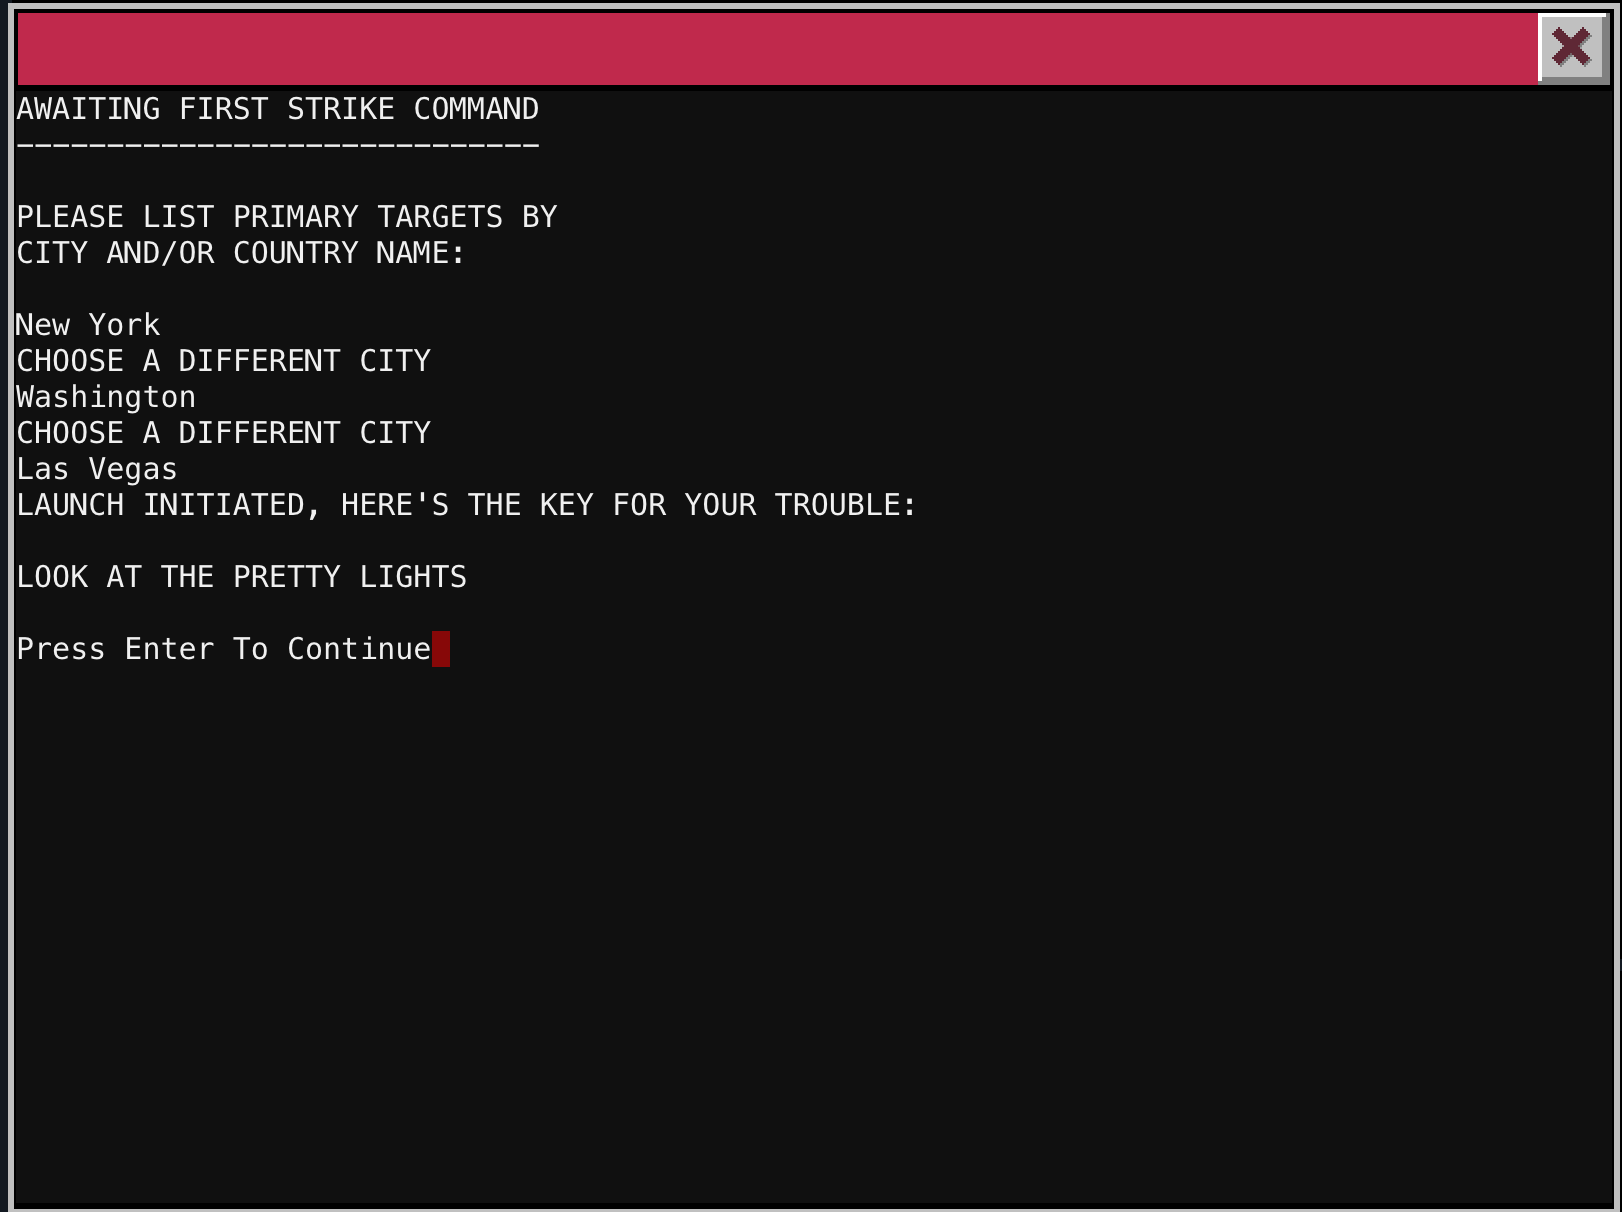 AWAITING FIRST STRIKE COMMAND
-----------------------------
PLEASE LIST PRIMARY TARGETS BY
CITY AND/OR COUNTRY NAME:
New York
CHOOSE A DIFFERENT CITY
Washington
CHOOSE A DIFFERENT CITY
Las Vegas
LAUNCH INITIATED, HERE'S THE KEY FOR YOUR TROUBLE:
LOOK AT THE PRETTY LIGHTS
Press Enter To Continue